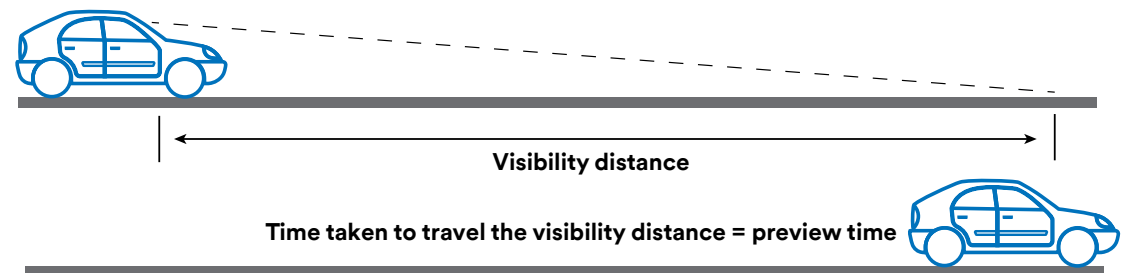 Visibility distance
Time taken to travel the visibility distance = preview time